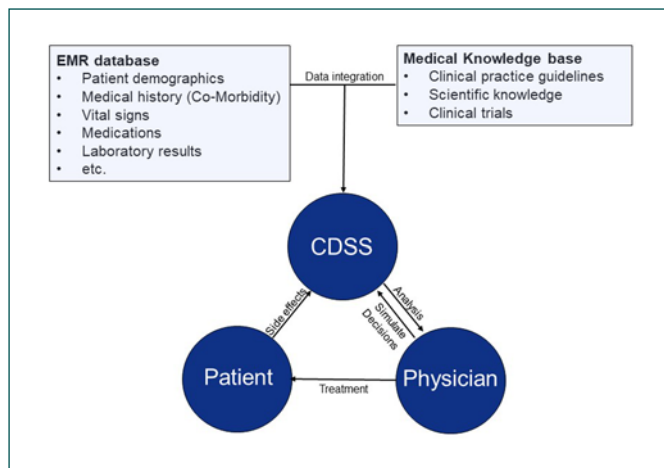 EMR database
• Patient demographics
• Medical history (Co-Morbidity)
• Vital signs
• Medications
• Laboratory results
• etc.
Data integration
Medical Knowledge base
• Clinical practice guidelines
• Scientific knowledge
• Clinical trials
CDSS
Side effects
Analysis
Simulate
Decisions
Patient
Treatment
Physician